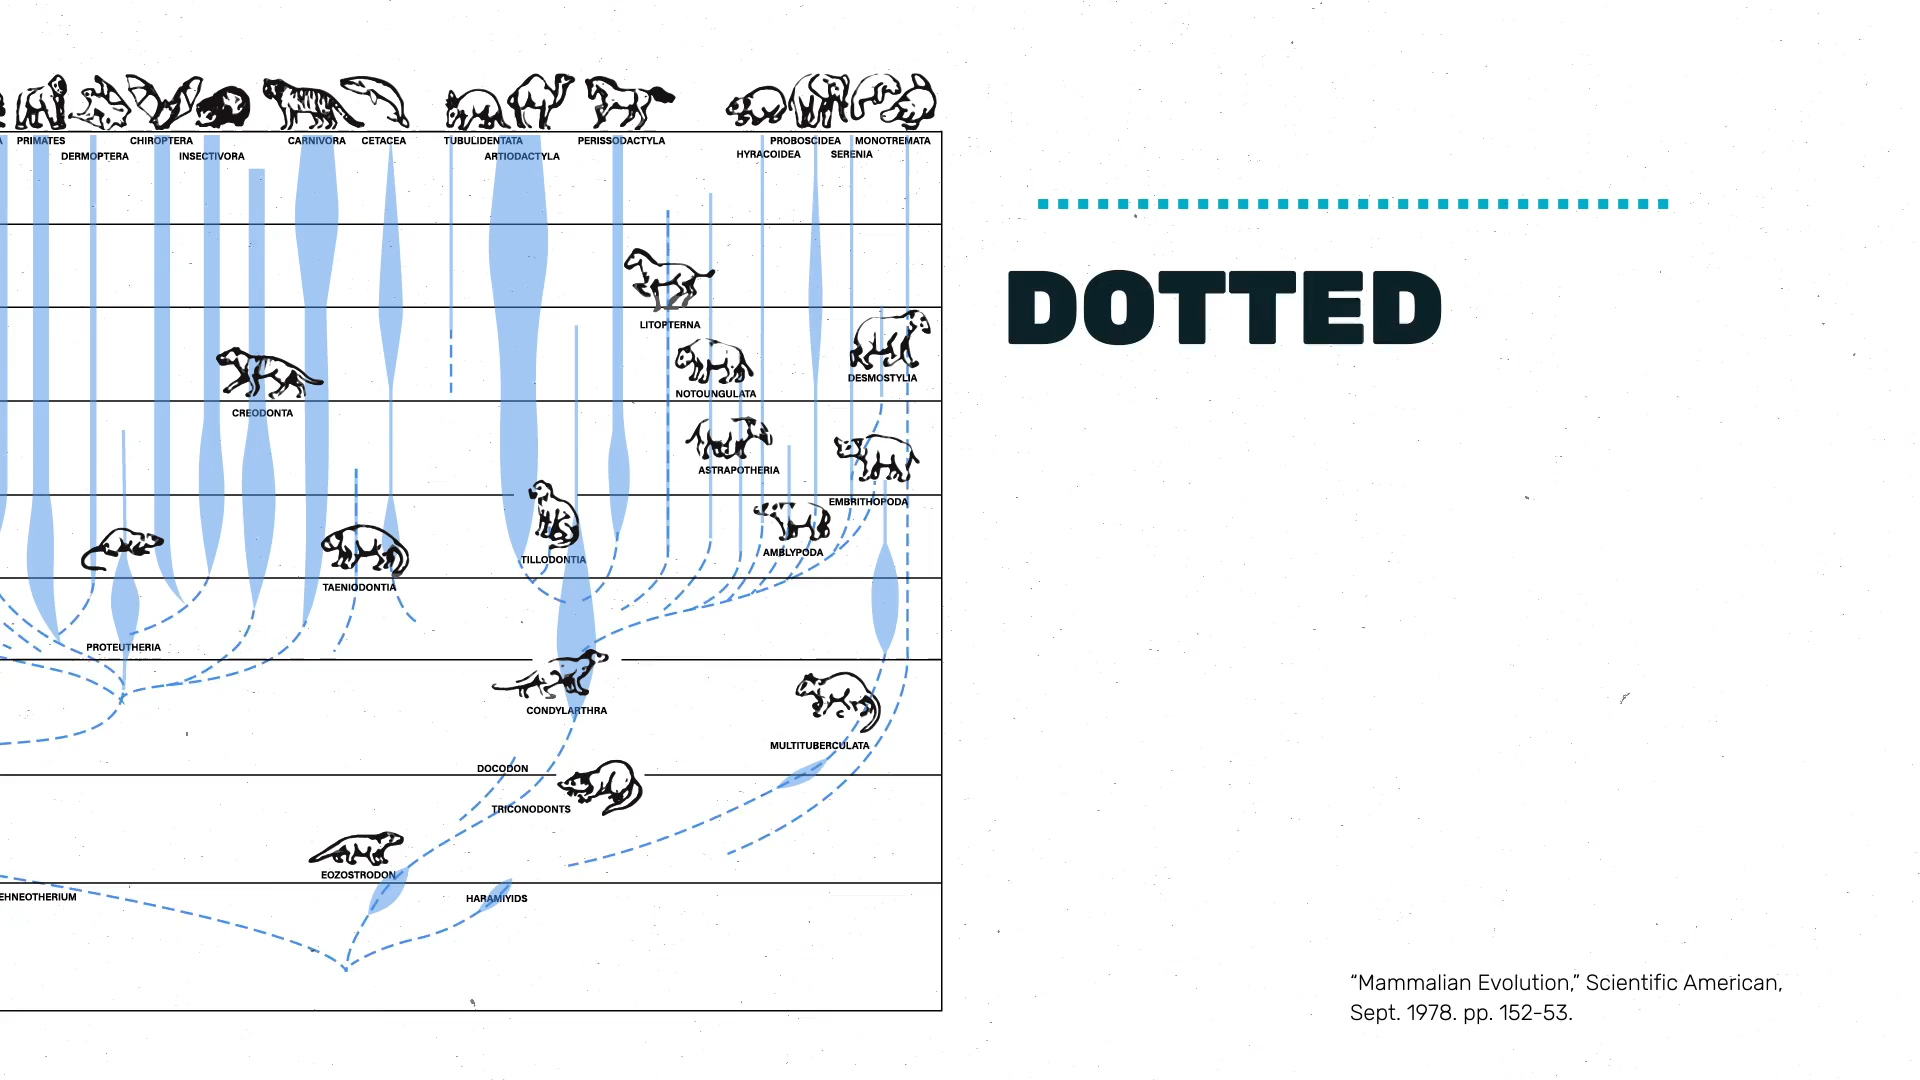 PRIMATES CHIROPTERA CARNIVORA CETACEA TUBULIDENTATA PERISSODACTYLA PROBOSCIDEA MONOTREMATA
DERMOPTERA INSECTIVORA ARTIODACTYLA HYRACOIDEA SERENIA
DOTTED
LITOPTERNA
DESMOSTYLIA
NOTOUNGULATA
CREODONTA
ASTRAPOTHERIA
EMBRITHOPODA
AMBLYPODA
TILLODONTIA
TAENIODONTIA
PROTEUTHERIA
CONDYLARTHRA
MULTITUBERCULATA
DOCODON
TRICONODONTS
EOZOSTRODON
EHNEOTHERIUM
HARAMIYIDS
“Mammalian Evolution,” Scientific American,
Sept. 1978. pp. 152-53.